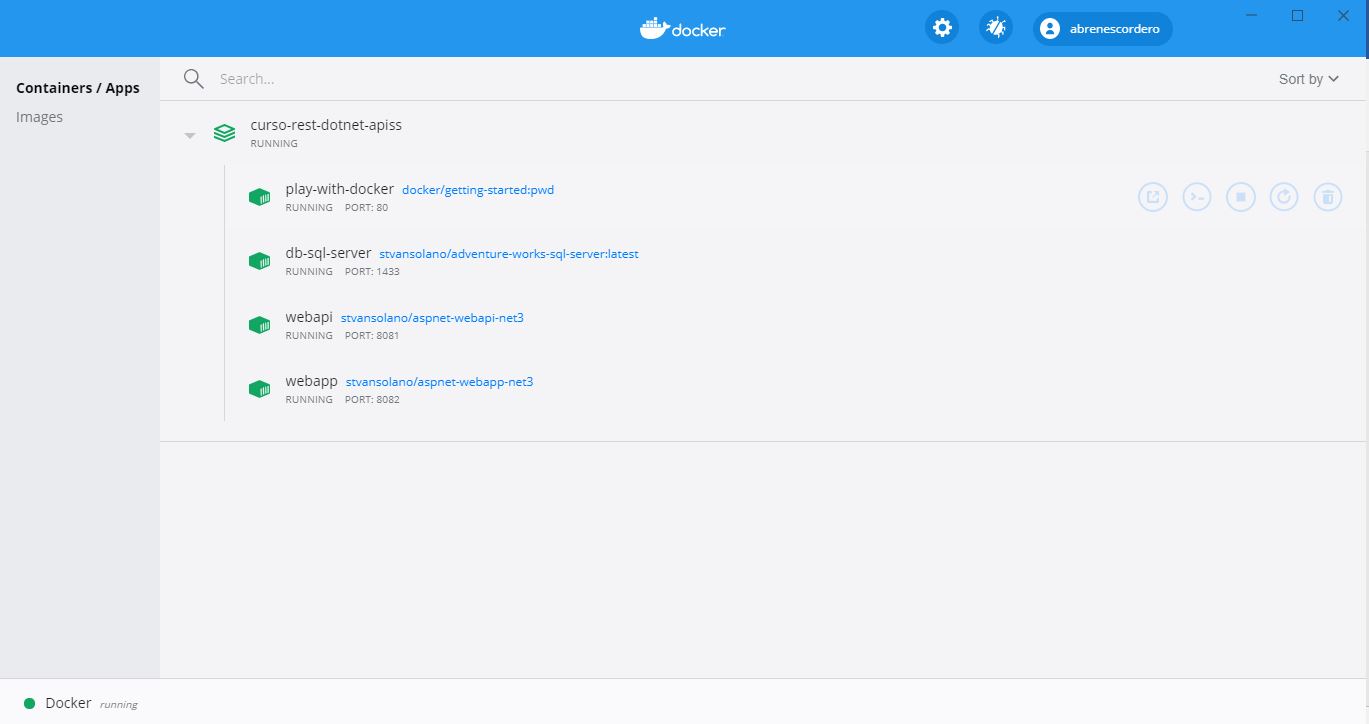 docker
abrenescordero
Containers / Apps
Images
Search...
Sort by
curso-rest-dotnet-apiss
RUNNING
play-with-docker docker/getting-started:pwd
RUNNING PORT: 80
db-sql-server stvansolano/adventure-works-sql-server:latest
RUNNING PORT: 1433
webapi stvansolano/aspnet-webapi-net3
RUNNING PORT: 8081
webapp stvansolano/aspnet-webapp-net3
RUNNING PORT: 8082
Docker running